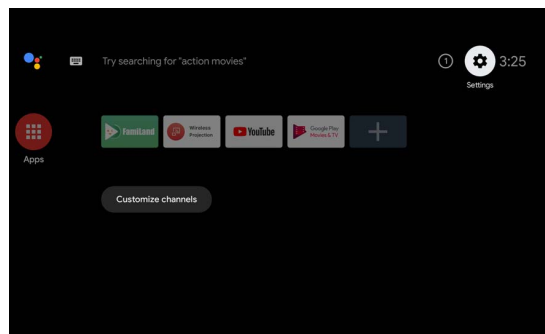 Try searching for "action movies"
1
3:25
Settings
FamiLand
Wireless
Projection
YouTube
Google Play
Movies & TV
Apps
Customize channels